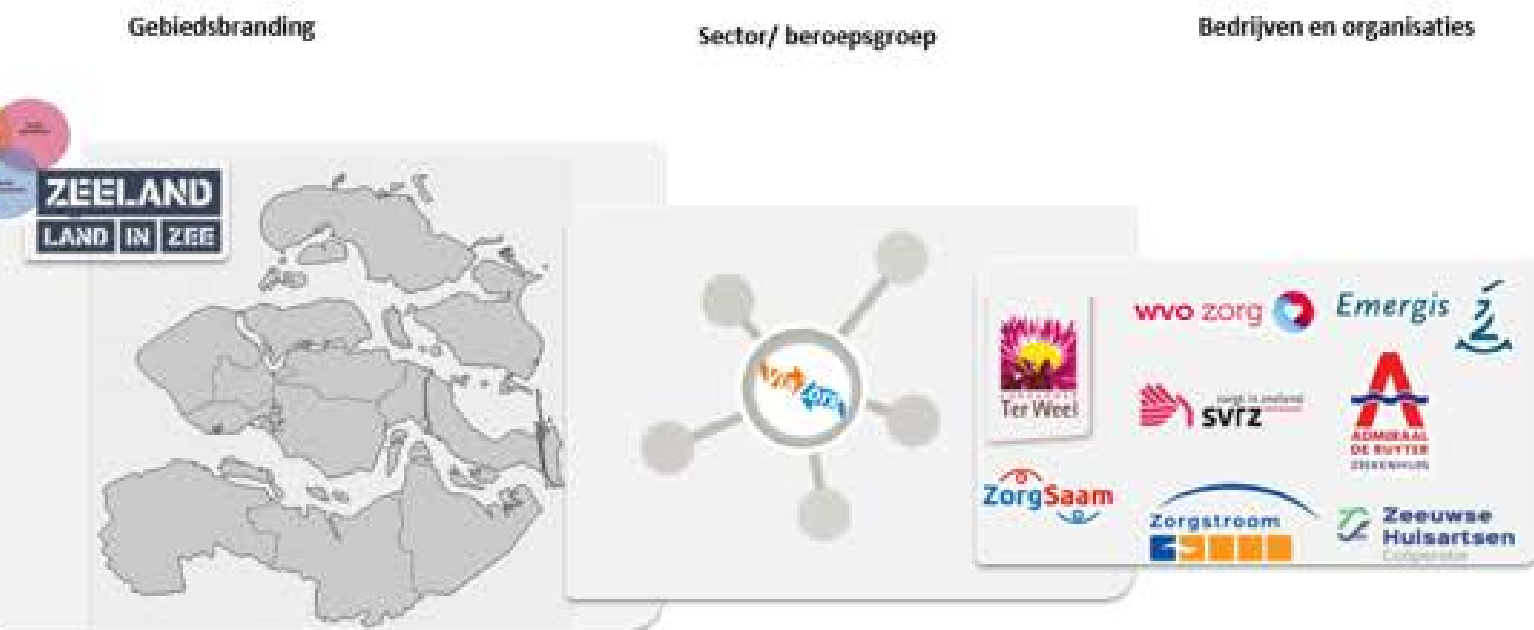 Gebiedsbranding
Sector/ beroepsgroep
Bedrijven en organisaties
ZEELAND
LAND IN ZEE
wvo zorg
Emergis
Ter Weel
svrz
ADMIRAAL
DE RUYTER
ZIEKENHUIS
ZorgSaam
Zorgstroom
Zeeuwse
Huisartsen
Coöperatie